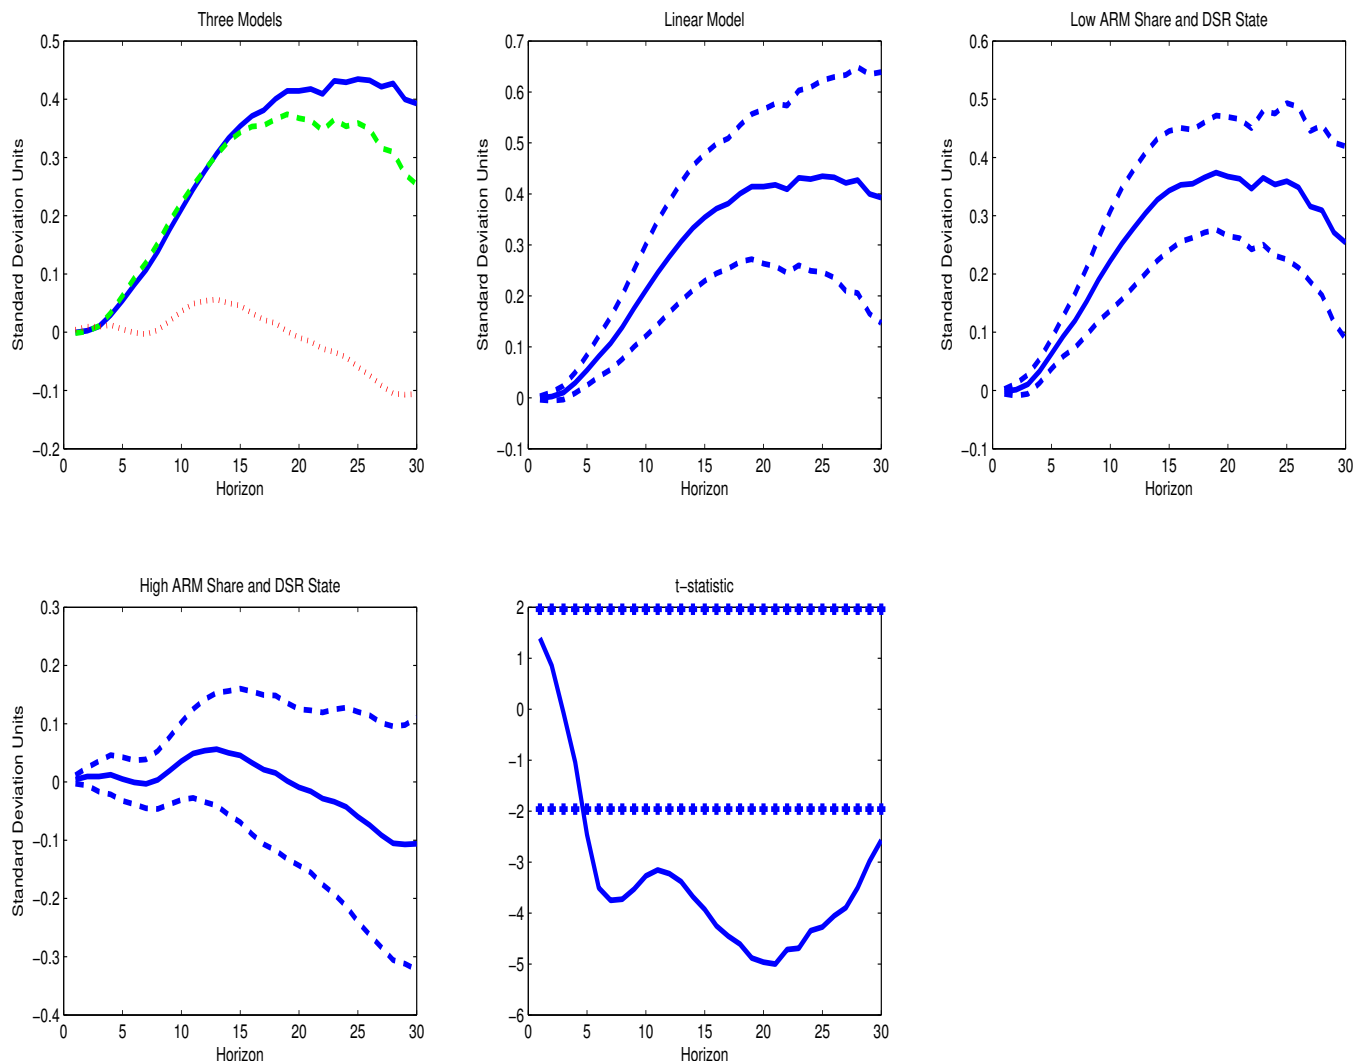 Three Models
0.5
0.4
0.3
0.2
0.1
0
−0.1
−0.2
Standard Deviation Units
0 5 10 15 20 25 30
Horizon
Linear Model
0.7
0.6
0.5
0.4
0.3
0.2
0.1
0
−0.1
Standard Deviation Units
0 5 10 15 20 25 30
Horizon
Low ARM Share and DSR State
0.6
0.5
0.4
0.3
0.2
0.1
0
−0.1
Standard Deviation Units
0 5 10 15 20 25 30
Horizon
High ARM Share and DSR State
0.3
0.2
0.1
0
−0.1
−0.2
−0.3
−0.4
Standard Deviation Units
0 5 10 15 20 25 30
Horizon
t−statistic
2
1
0
−1
−2
−3
−4
−5
−6
0 5 10 15 20 25 30
Horizon